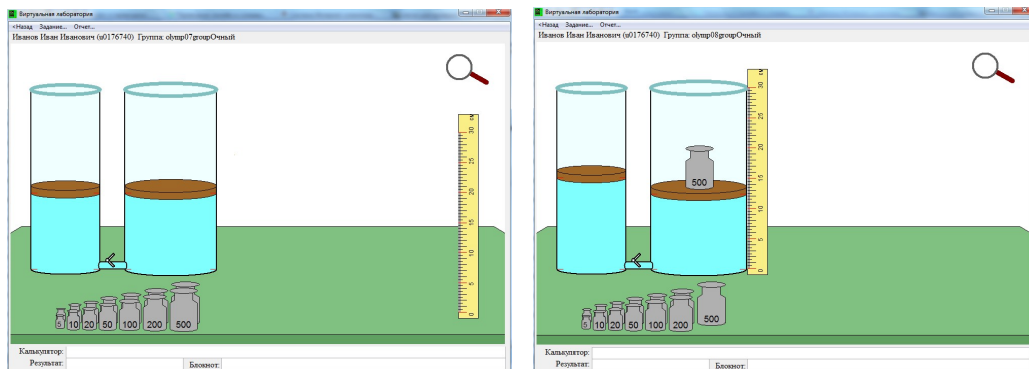 Виртуальная лаборатория
<Назад Задание... Отчет...
Иванов Иван Иванович (u0176740) Группа: olymp07groupОчный
см
30
25
20
15
10
5
0
5 10 20 50 100 200 500
Калькулятор:
Результат: Блокнот:
Виртуальная лаборатория
<Назад Задание... Отчет...
Иванов Иван Иванович (u0176740) Группа: olymp08groupОчный
см
30
25
20
15
10
5
0
500
5 10 20 50 100 200 500
Калькулятор:
Результат: Блокнот: